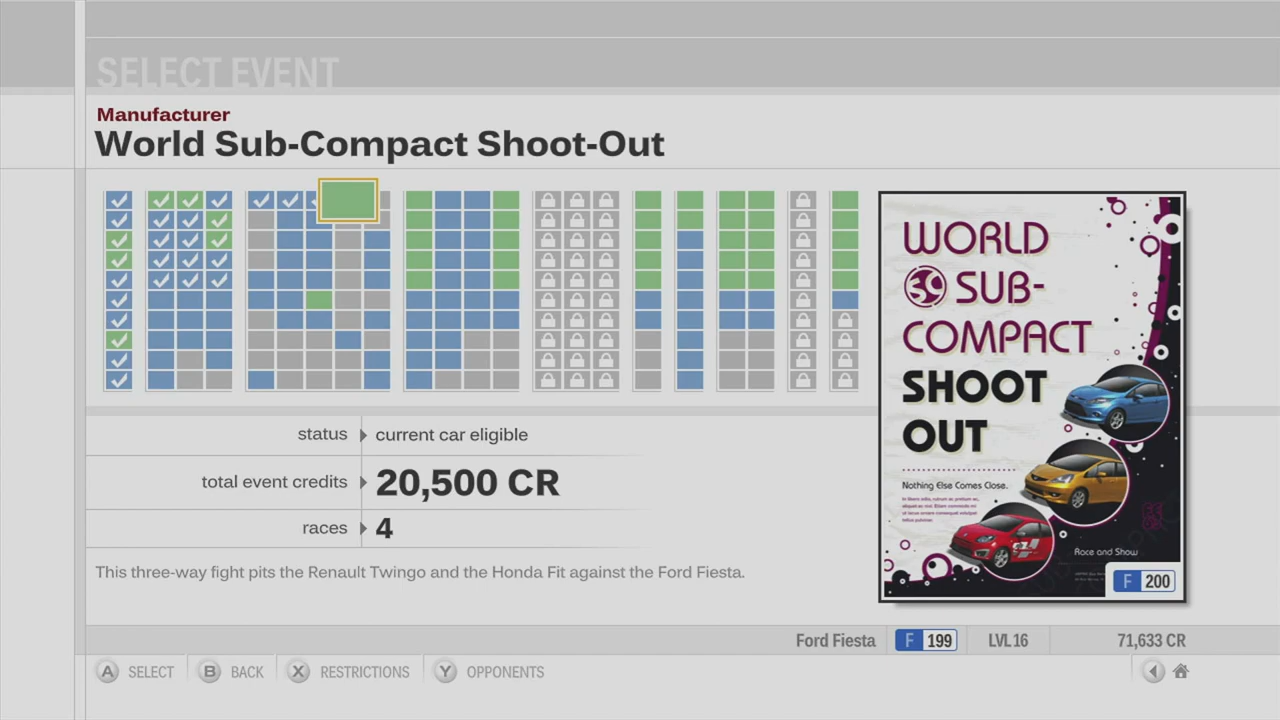 SELECT EVENT
Manufacturer
World Sub-Compact Shoot-Out
WORLD
SUB-
COMPACT
SHOOT
OUT
Nothing Else Comes Close.
Race and Show
F 200
status
current car eligible
total event credits
20,500 CR
races
4
This three-way fight pits the Renault Twingo and the Honda Fit against the Ford Fiesta.
Ford Fiesta F 199 LVL 16 71,633 CR
A SELECT B BACK X RESTRICTIONS Y OPPONENTS